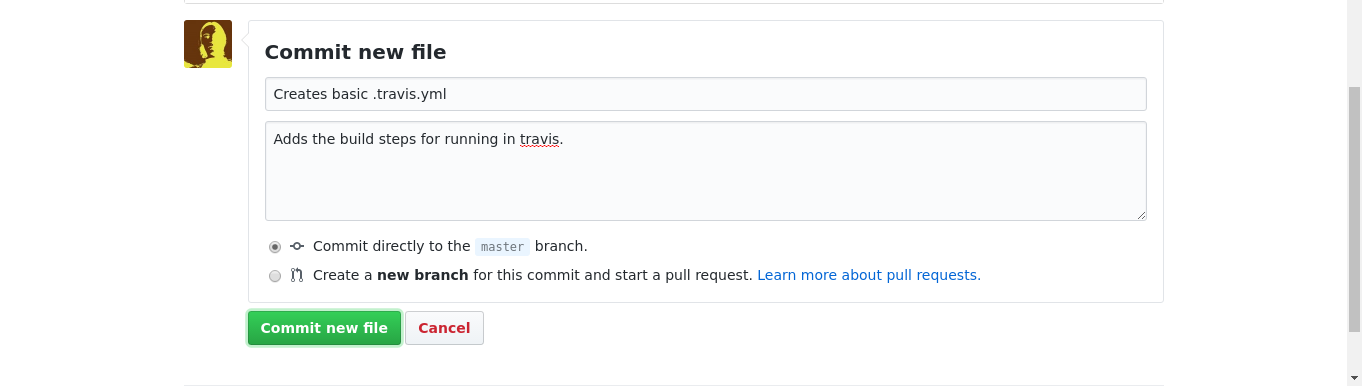 Commit new file
Creates basic .travis.yml
Adds the build steps for running in travis.
Commit directly to the master branch.
Create a new branch for this commit and start a pull request. Learn more about pull requests.
Commit new file Cancel